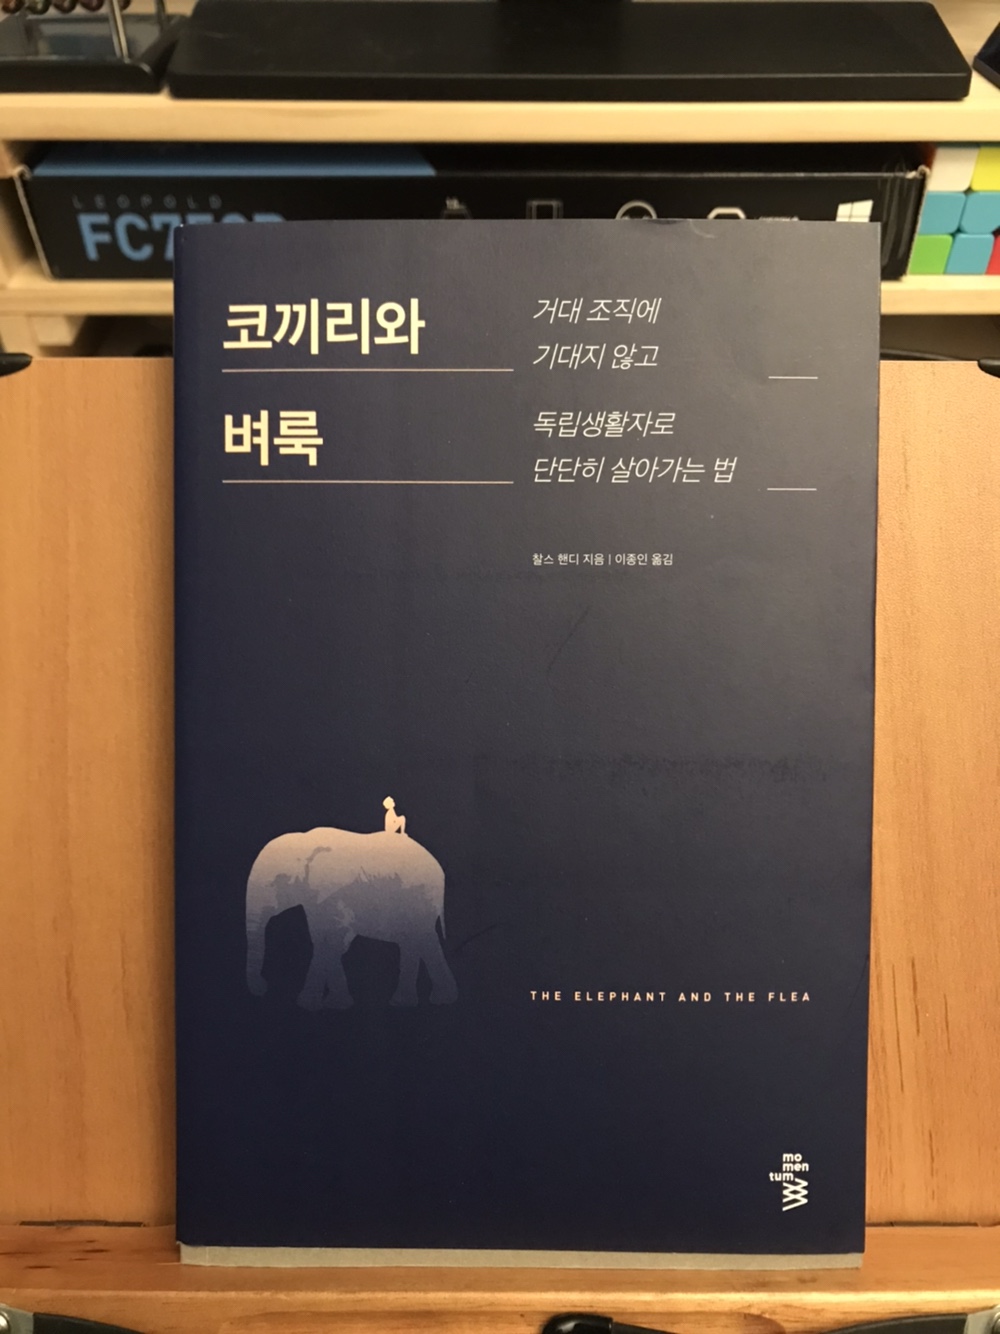 LEOPOLD
코끼리와
벼룩
거대 조직에
기대지 않고
독립생활자로
단단히 살아가는 법
찰스 핸디 지음 | 이종인 옮김
THE ELEPHANT AND THE FLEA
mo
men
tum